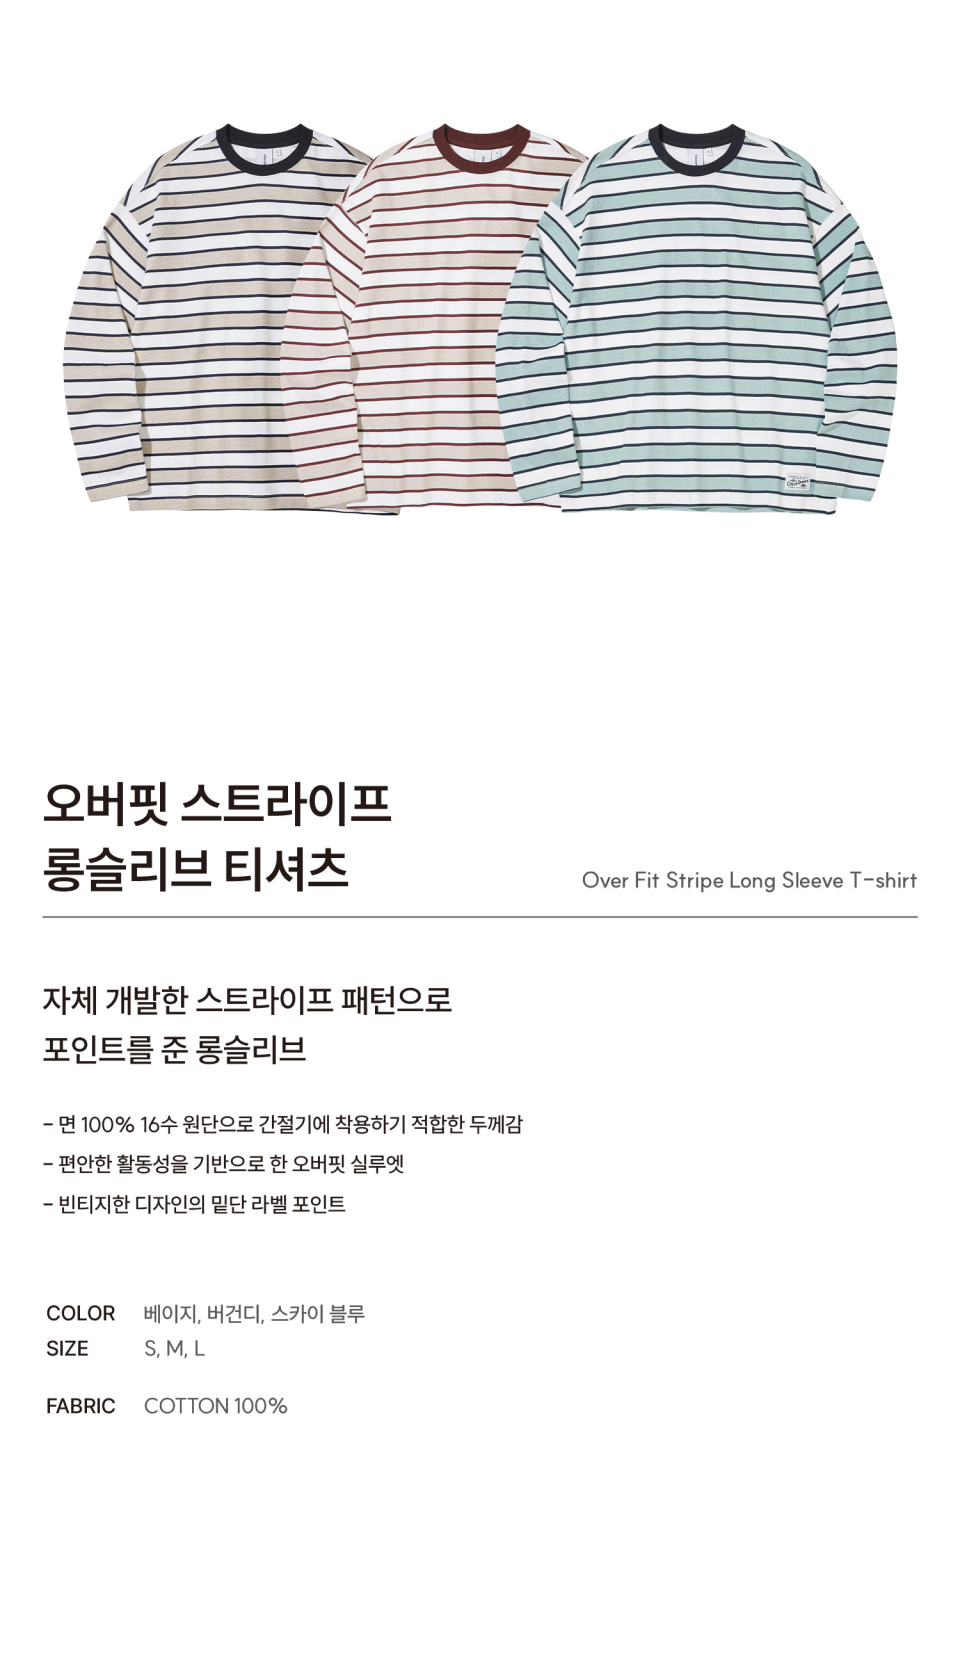 오버핏 스트라이프
롱슬리브 티셔츠
Over Fit Stripe Long Sleeve T-shirt
자체 개발한 스트라이프 패턴으로
포인트를 준 롱슬리브
- 면 100% 16수 원단으로 간절기에 착용하기 적합한 두께감
- 편안한 활동성을 기반으로 한 오버핏 실루엣
- 빈티지한 디자인의 밑단 라벨 포인트
COLOR 베이지, 버건디, 스카이 블루
SIZE S, M, L
FABRIC COTTON 100%